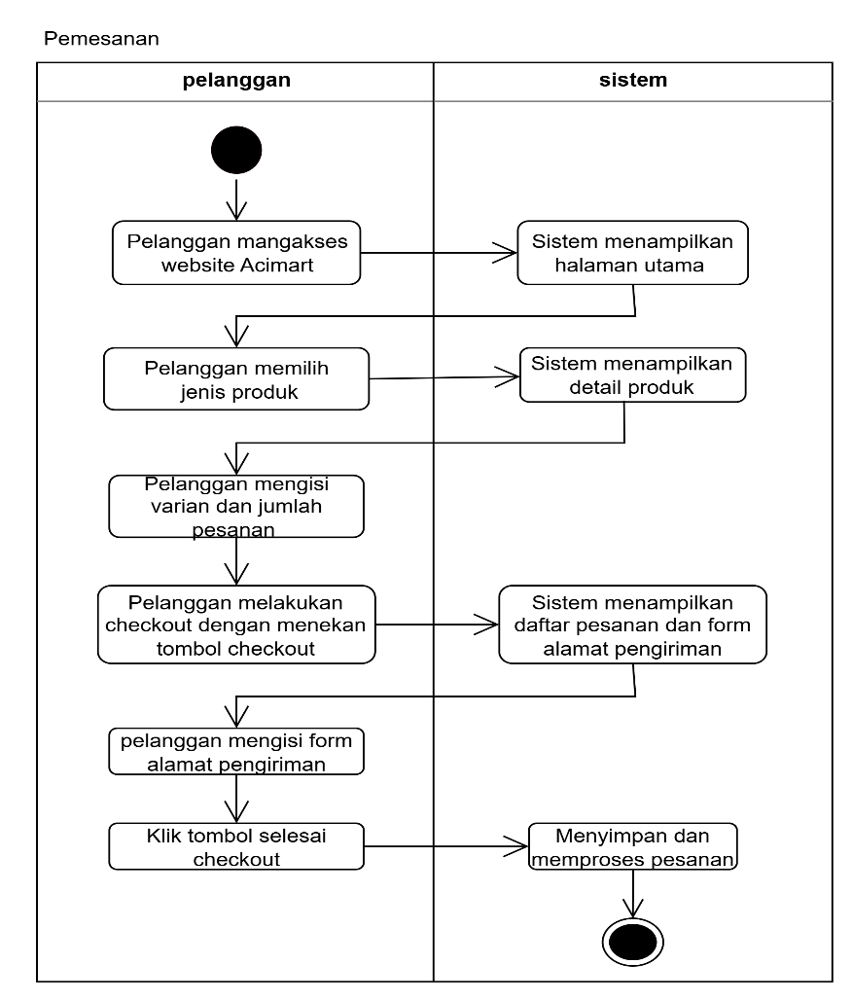 Pemesanan
pelanggan
sistem
Pelanggan mangakses
website Acimart
Sistem menampilkan
halaman utama
Pelanggan memilih
jenis produk
Sistem menampilkan
detail produk
Pelanggan mengisi
varian dan jumlah
pesanan
Pelanggan melakukan
checkout dengan menekan
tombol checkout
Sistem menampilkan
daftar pesanan dan form
alamat pengiriman
pelanggan mengisi form
alamat pengiriman
Klik tombol selesai
checkout
Menyimpan dan
memproses pesanan